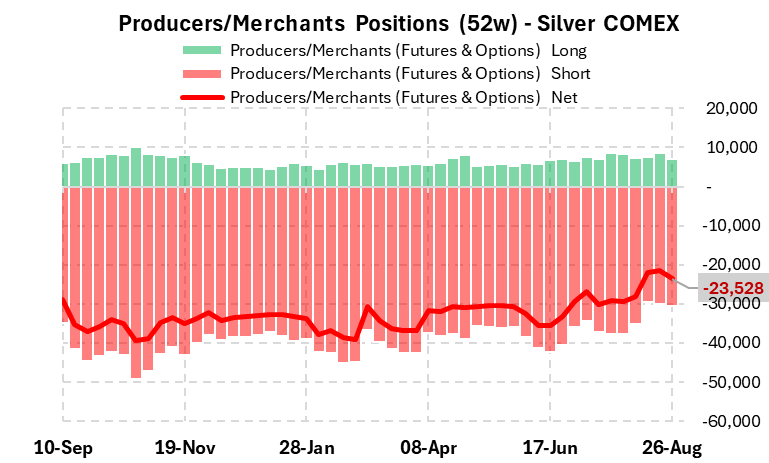 Producers/Merchants Positions (52w) - Silver COMEX
Producers/Merchants (Futures & Options) Long
Producers/Merchants (Futures & Options) Short
Producers/Merchants (Futures & Options) Net
20,000
10,000
-
-10,000
-20,000
-23,528
-30,000
-40,000
-50,000
-60,000
10-Sep 19-Nov 28-Jan 08-Apr 17-Jun 26-Aug